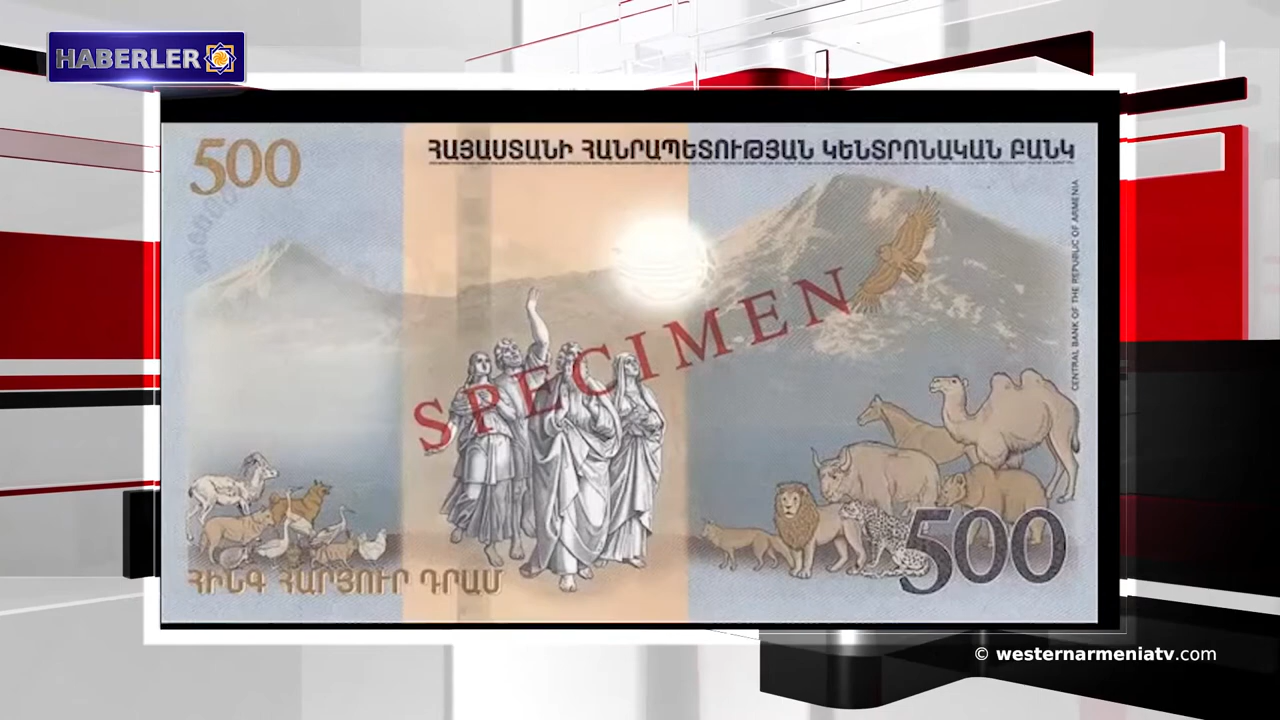 HABERLER
500
ՀԱՅԱՍՏԱՆԻ ՀԱՆՐԱՊԵՏՈՒԹՅԱՆ ԿԵՆՏՐՈՆԱԿԱՆ ԲԱՆԿ
CENTRAL BANK OF THE REPUBLIC OF ARMENIA
SPECIMEN
500
ՀԻՆԳ ՀԱՐՅՈՒՐ ԴՐԱՄ
© westernarmeniatv.com